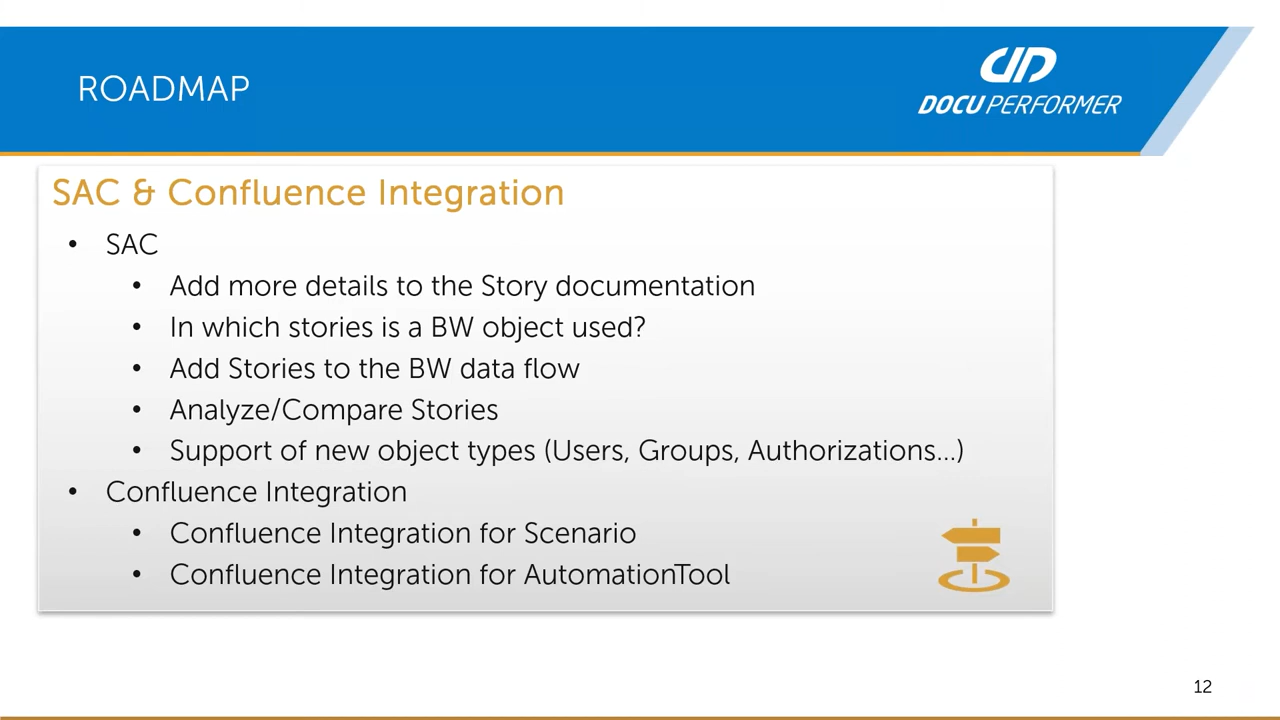 ROADMAP
DOCU PERFORMER
SAC & Confluence Integration
• SAC
• Add more details to the Story documentation
• In which stories is a BW object used?
• Add Stories to the BW data flow
• Analyze/Compare Stories
• Support of new object types (Users, Groups, Authorizations...)
• Confluence Integration
• Confluence Integration for Scenario
• Confluence Integration for AutomationTool
12